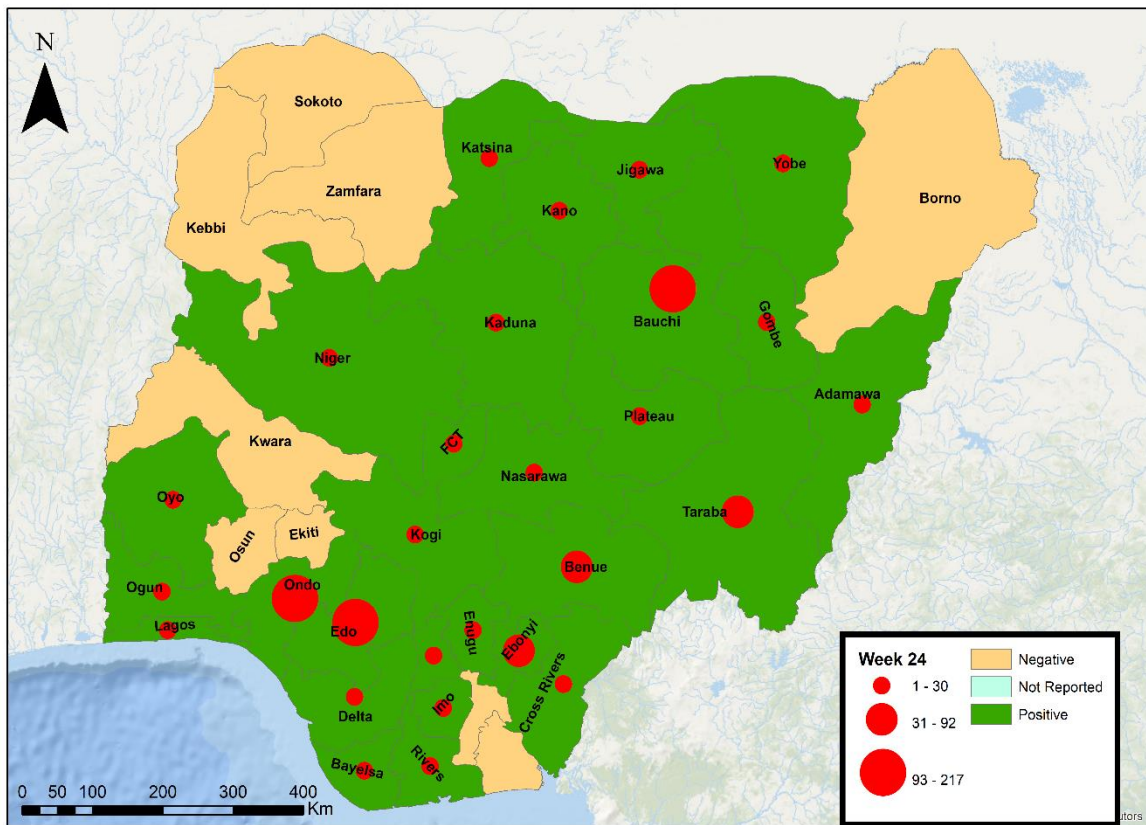 N
Sokoto
Katsina
Jigawa
Yobe
Zamfara
Borno
Kebbi
Kano
Bauchi
Gombe
Kaduna
Niger
Adamawa
Plateau
FCT
Kwara
Nasarawa
Oyo
Taraba
Kogi
Osun
Ekiti
Benue
Ogun
Ondo
Lagos
Edo
Enugu
Ebonyi
Cross Rivers
Delta
Imo
Bayelsa
Rivers
Week 24
1 - 30
31 - 92
93 - 217
Negative
Not Reported
Positive
0 50 100 200 300 400
Km
utors